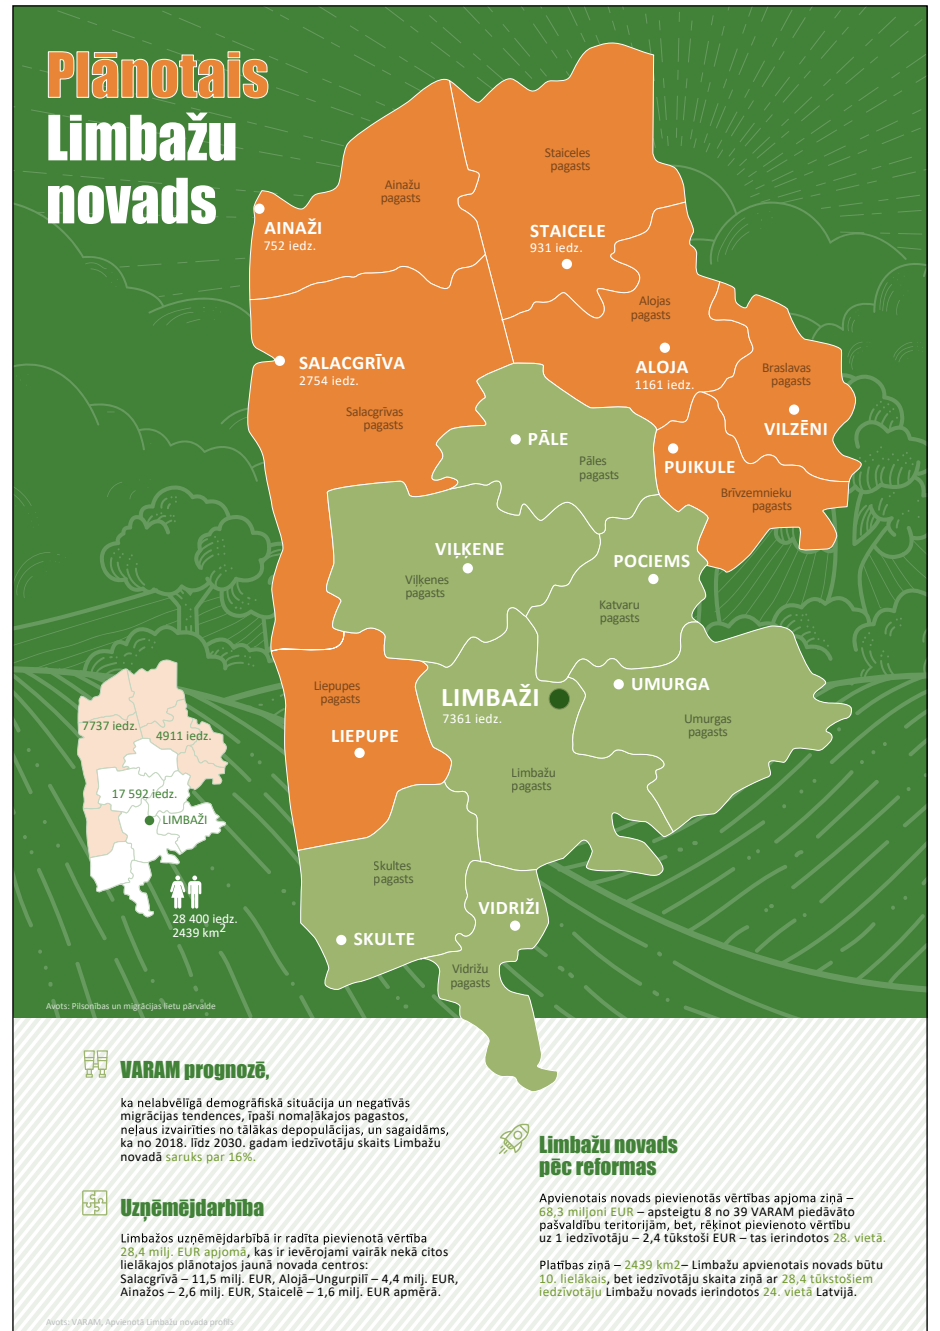 Plānotais
Limbažu
novads
Staiceles
pagasts
Ainažu
pagasts
AINAŽI
752 iedz.
STAICELE
931 iedz.
Alojas
pagasts
SALACGRĪVA
2754 iedz.
ALOJA
1161 iedz.
Braslavas
pagasts
Salacgrīvas
pagasts
VILZĒNI
PĀLE
Pāles
pagasts
PUIKULE
Brīvzemnieku
pagasts
VIĻĶENE
Viļķenes
pagasts
POCIEMS
Katvaru
pagasts
Liepupes
pagasts
LIMBAŽI
7361 iedz.
UMURGA
Umurgas
pagasts
LIEPUPE
7737 iedz.
4911 iedz.
17 592 iedz.
LIMBAŽI
Limbažu
pagasts
Skultes
pagasts
28 400 iedz.
2439 km2
VIDRIŽI
SKULTE
Vidrižu
pagasts
Avots: Pilsonības un migrācijas lietu pārvalde
VARAM prognozē,
ka nelabvēlīgā demogrāfiskā situācija un negatīvās
migrācijas tendences, īpaši nomaļākajos pagastos,
neļaus izvairīties no tālākas depopulācijas, un sagaidāms,
ka no 2018. līdz 2030. gadam iedzīvotāju skaits Limbažu
novadā saruks par 16%.
Uzņēmējdarbība
Limbažos uzņēmējdarbībā ir radīta pievienotā vērtība
28,4 milj. EUR apjomā, kas ir ievērojami vairāk nekā citos
lielākajos plānotajos jaunā novada centros:
Salacgrīvā – 11,5 milj. EUR, Alojā–Ungurpilī – 4,4 milj. EUR,
Ainažos – 2,6 milj. EUR, Staicelē – 1,6 milj. EUR apmērā.
Limbažu novads
pēc reformas
Apvienotais novads pievienotās vērtības apjoma ziņā –
68,3 miljoni EUR – apsteigtu 8 no 39 VARAM piedāvāto
pašvaldību teritorijām, bet, rēķinot pievienoto vērtību
uz 1 iedzīvotāju – 2,4 tūkstoši EUR – tas ierindotos 28. vietā.
Platības ziņā – 2439 km2– Limbažu apvienotais novads būtu
10. lielākais, bet iedzīvotāju skaita ziņā ar 28,4 tūkstošiem
iedzīvotāju Limbažu novads ierindotos 24. vietā Latvijā.
Avots: VARAM, Apvienotā Limbažu novada profils